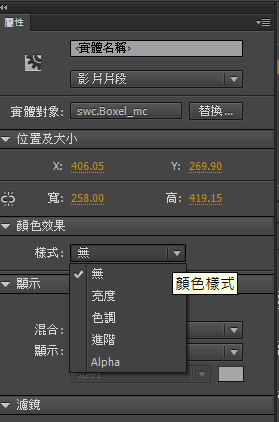 屬性
<實體名稱>
影片片段
實體對象: swc.Boxel_mc 替換...
位置及大小
X: 406.05 Y: 269.90
寬: 258.00 高: 419.15
顏色效果
樣式: 無
無
顯示 顏色樣式
亮度
色調
混合:
進階
顯示:
Alpha
濾鏡